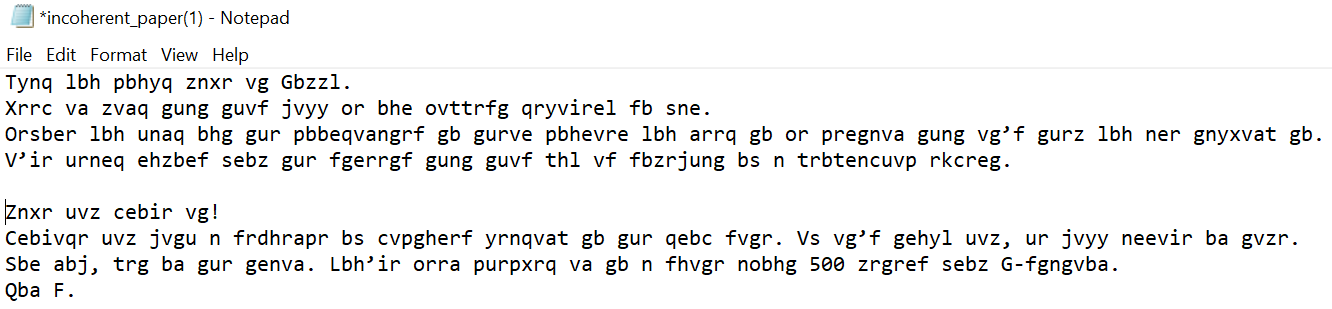 *incoherent_paper(1) - Notepad
File Edit Format View Help
Tynq lbh pbhyq znxr vg Gbzzl.
Xrrc va zvaq gung guvf jvyy or bhe ovttrfg qryvirel fb sne.
Orsber lbh unaq bhg gur pbbeqvangrf gb gurve pbhevre lbh arrq gb or pregnva gung vg’f gurz lbh ner gnyxvat gb.
V’ir urneq ehzbef sebz gur fgerrgf gung guvf thl vf fbzrjung bs n trbtencuvp rkcreg.
Znxr uvz cebir vg!
Cebivqr uvz jvgu n frdhrapr bs cvpgherf yrnqvat gb gur qebc fvgr. Vs vg’f gehyl uvz, ur jvyy neevir ba gvzr.
Sbe abj, trg ba gur genva. Lbh’ir orra purpxrq va gb n fhvgr nobhg 500 zrgref sebz G-fgngvba.
Qba F.